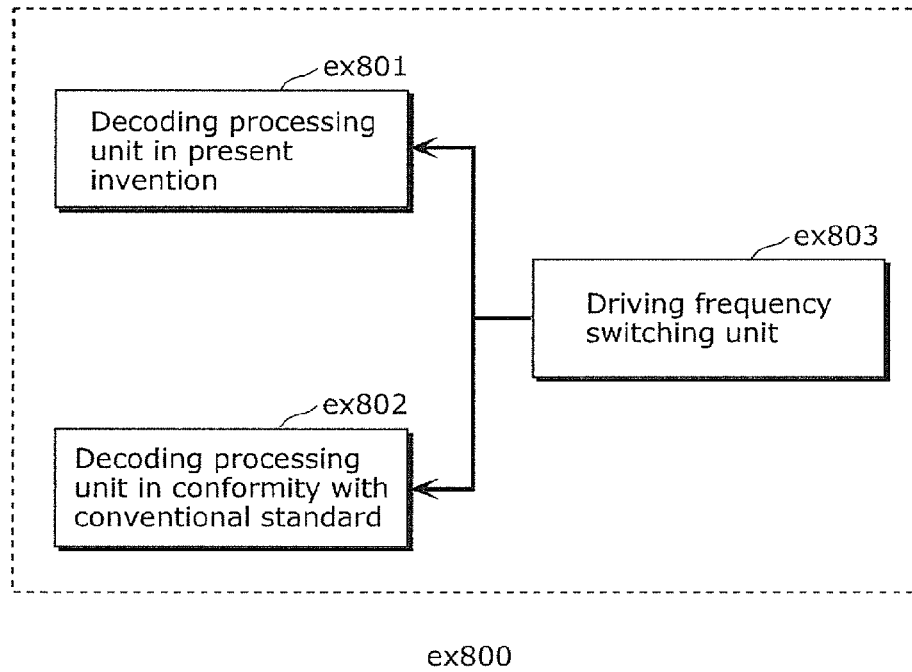 ex801
Decoding processing
unit in present
invention
ex803
Driving frequency
switching unit
ex802
Decoding processing
unit in conformity with
conventional standard
ex800